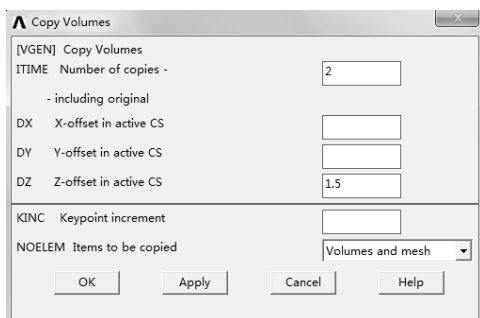 Copy Volumes
[VGEN] Copy Volumes
ITIME Number of copies - 2
- including original
DX X-offset in active CS
DY Y-offset in active CS
DZ Z-offset in active CS 1.5
KINC Keypoint increment
NOELEM Items to be copied Volumes and mesh
OK Apply Cancel Help